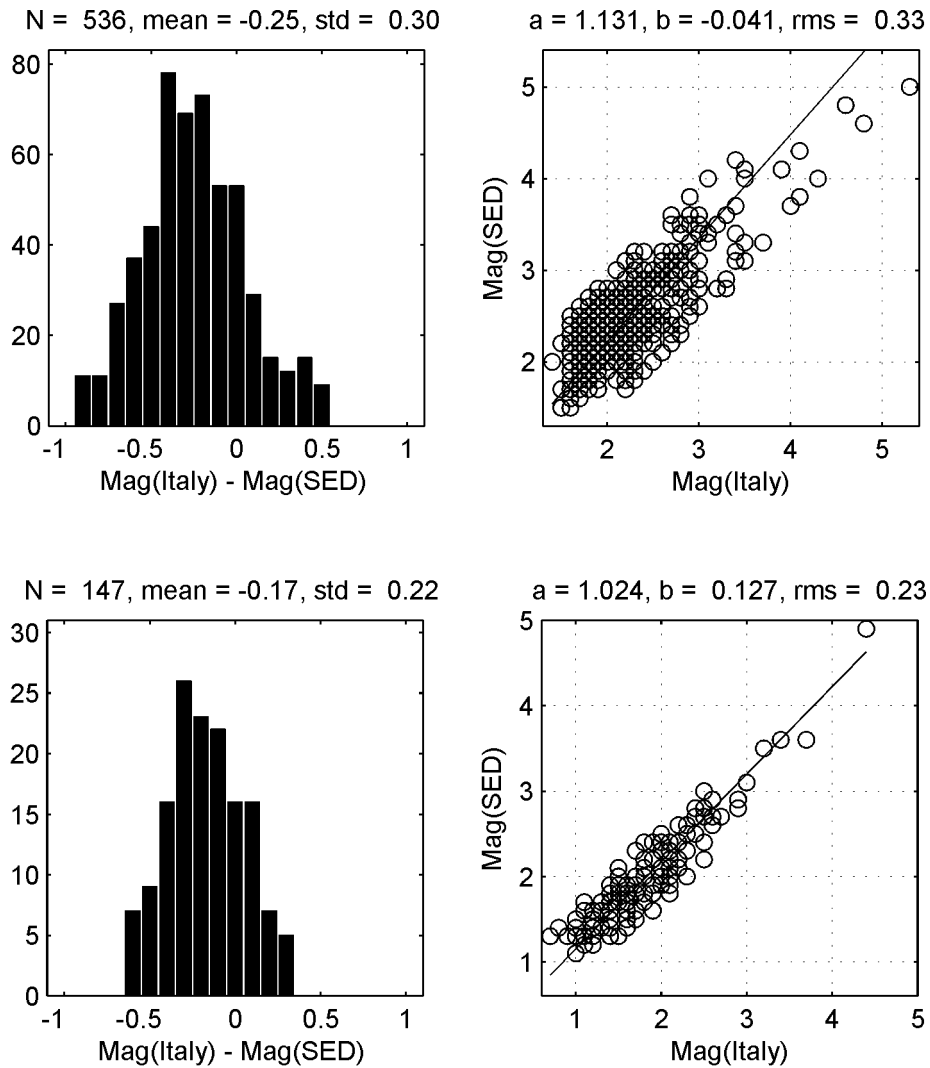 N = 536, mean = -0.25, std = 0.30
80
60
40
20
0
-1 -0.5 0 0.5 1
Mag(Italy) - Mag(SED)
a = 1.131, b = -0.041, rms = 0.33
Mag(SED)
5
4
3
2
2 3 4 5
Mag(Italy)
N = 147, mean = -0.17, std = 0.22
30
25
20
15
10
5
0
-1 -0.5 0 0.5 1
Mag(Italy) - Mag(SED)
a = 1.024, b = 0.127, rms = 0.23
Mag(SED)
5
4
3
2
1
1 2 3 4 5
Mag(Italy)